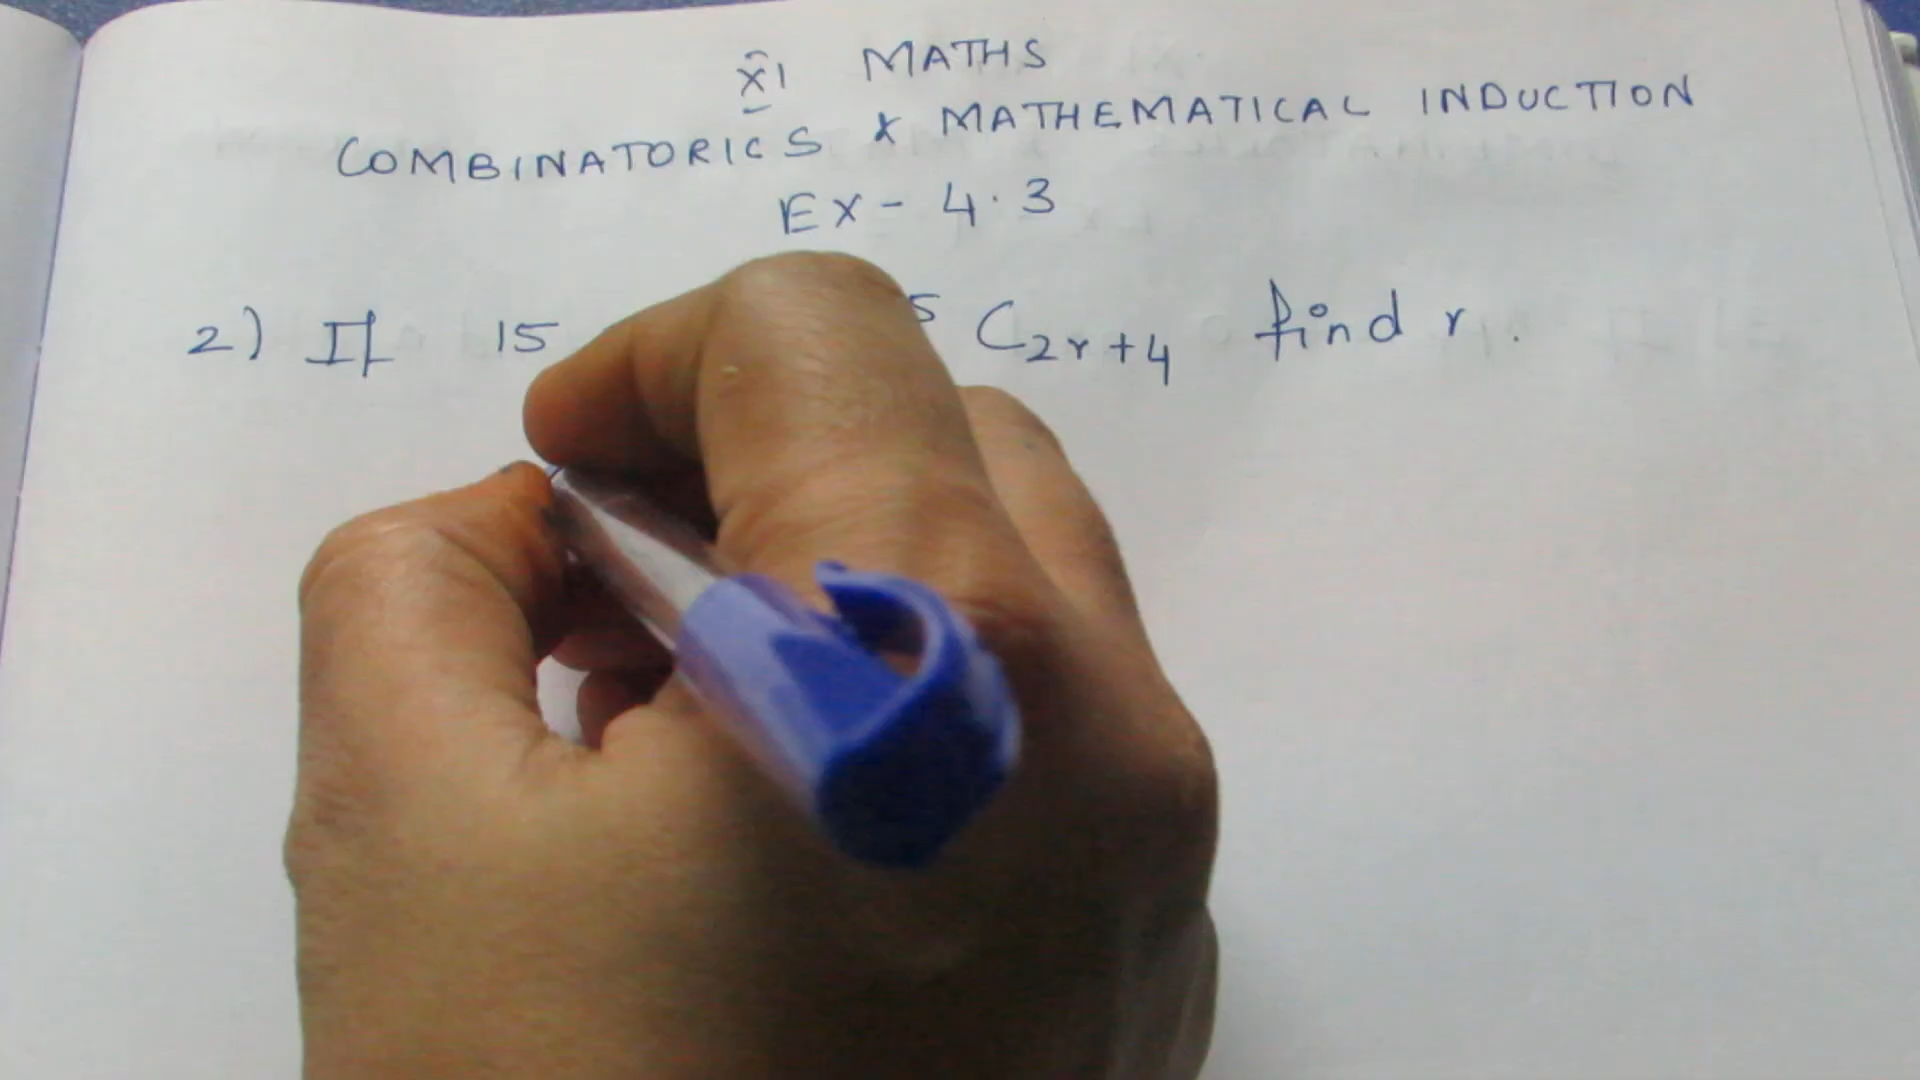 XI MATHS
COMBINATORICS & MATHEMATICAL INDUCTION
EX - 4.3
2) If 15 5 C2r+4 find r.